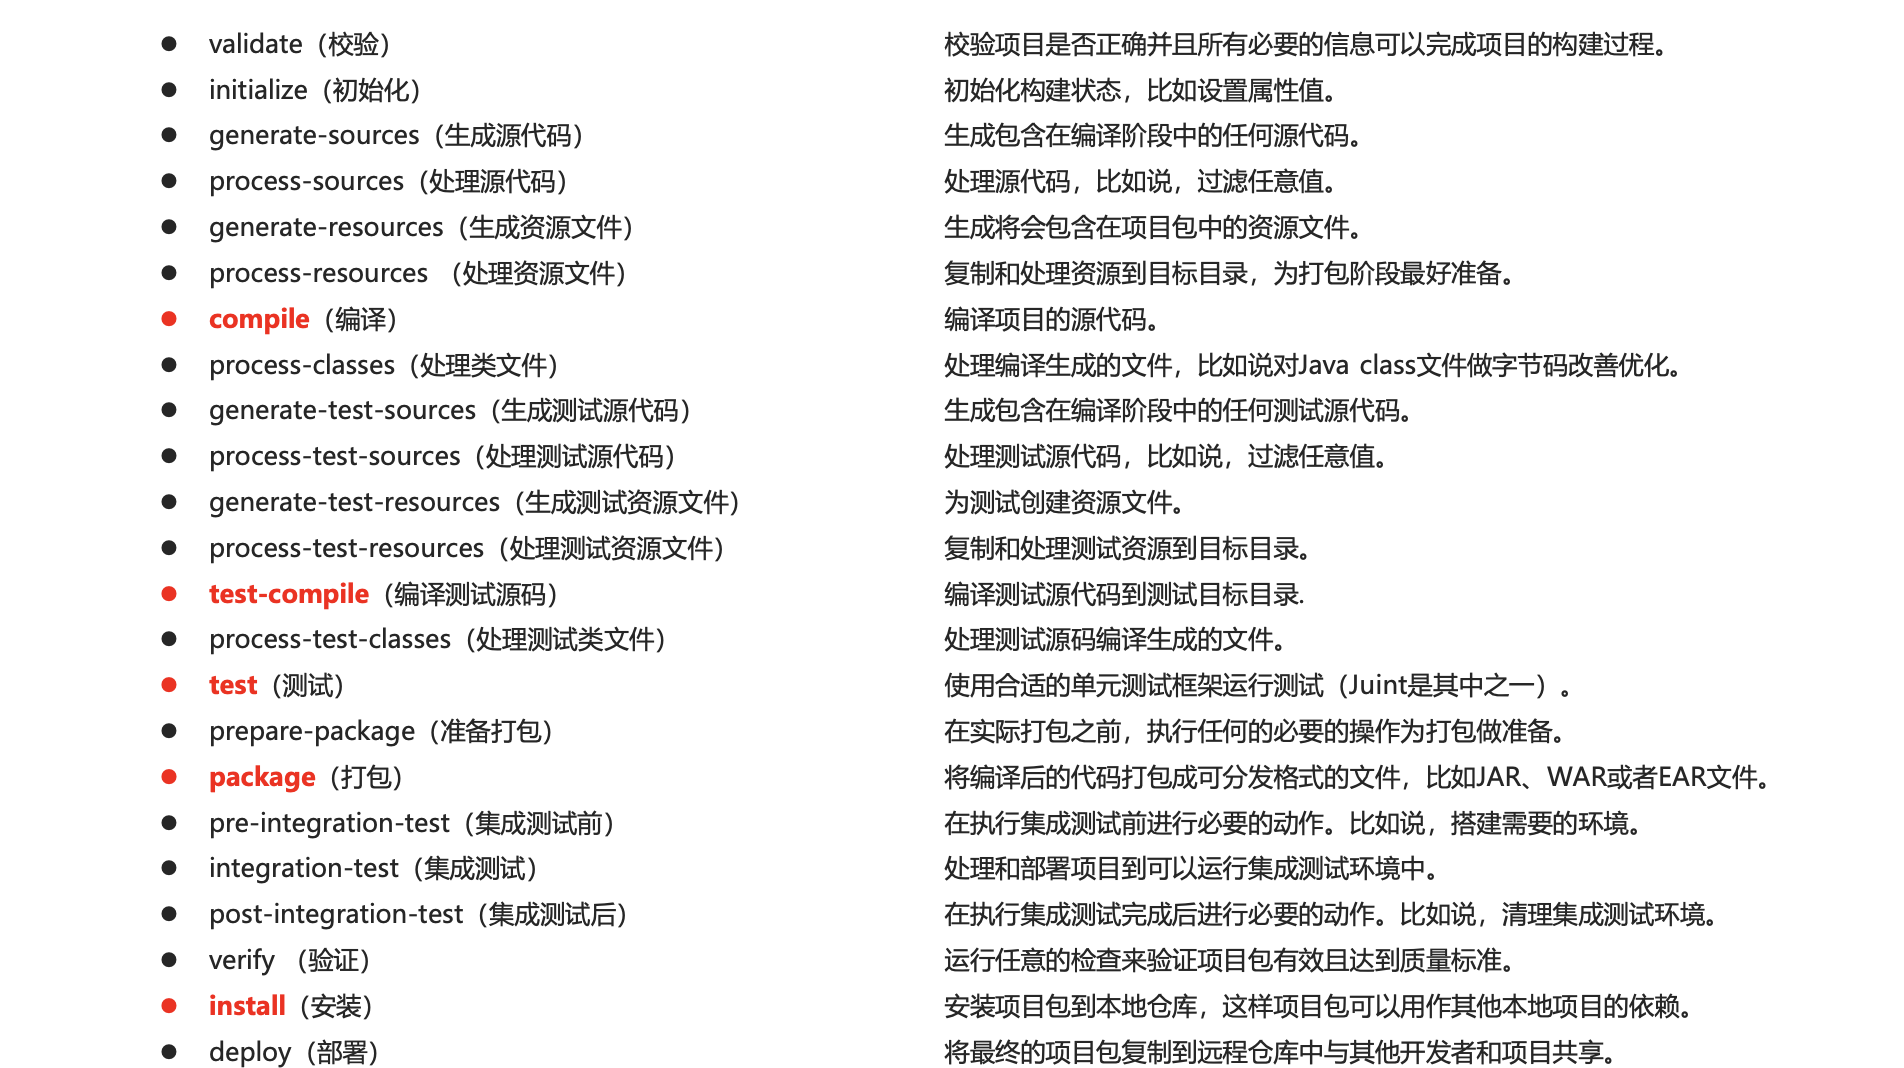 ● validate（校验） 校验项目是否正确并且所有必要的信息可以完成项目的构建过程。
● initialize（初始化） 初始化构建状态，比如设置属性值。
● generate-sources（生成源代码） 生成包含在编译阶段中的任何源代码。
● process-sources（处理源代码） 处理源代码，比如说，过滤任意值。
● generate-resources（生成资源文件） 生成将会包含在项目包中的资源文件。
● process-resources （处理资源文件） 复制和处理资源到目标目录，为打包阶段最好准备。
● compile（编译） 编译项目的源代码。
● process-classes（处理类文件） 处理编译生成的文件，比如说对Java class文件做字节码改善优化。
● generate-test-sources（生成测试源代码） 生成包含在编译阶段中的任何测试源代码。
● process-test-sources（处理测试源代码） 处理测试源代码，比如说，过滤任意值。
● generate-test-resources（生成测试资源文件） 为测试创建资源文件。
● process-test-resources（处理测试资源文件） 复制和处理测试资源到目标目录。
● test-compile（编译测试源码） 编译测试源代码到测试目标目录.
● process-test-classes（处理测试类文件） 处理测试源码编译生成的文件。
● test（测试） 使用合适的单元测试框架运行测试（Juint是其中之一）。
● prepare-package（准备打包） 在实际打包之前，执行任何的必要的操作为打包做准备。
● package（打包） 将编译后的代码打包成可分发格式的文件，比如JAR、WAR或者EAR文件。
● pre-integration-test（集成测试前） 在执行集成测试前进行必要的动作。比如说，搭建需要的环境。
● integration-test（集成测试） 处理和部署项目到可以运行集成测试环境中。
● post-integration-test（集成测试后） 在执行集成测试完成后进行必要的动作。比如说，清理集成测试环境。
● verify （验证） 运行任意的检查来验证项目包有效且达到质量标准。
● install（安装） 安装项目包到本地仓库，这样项目包可以用作其他本地项目的依赖。
● deploy（部署） 将最终的项目包复制到远程仓库中与其他开发者和项目共享。